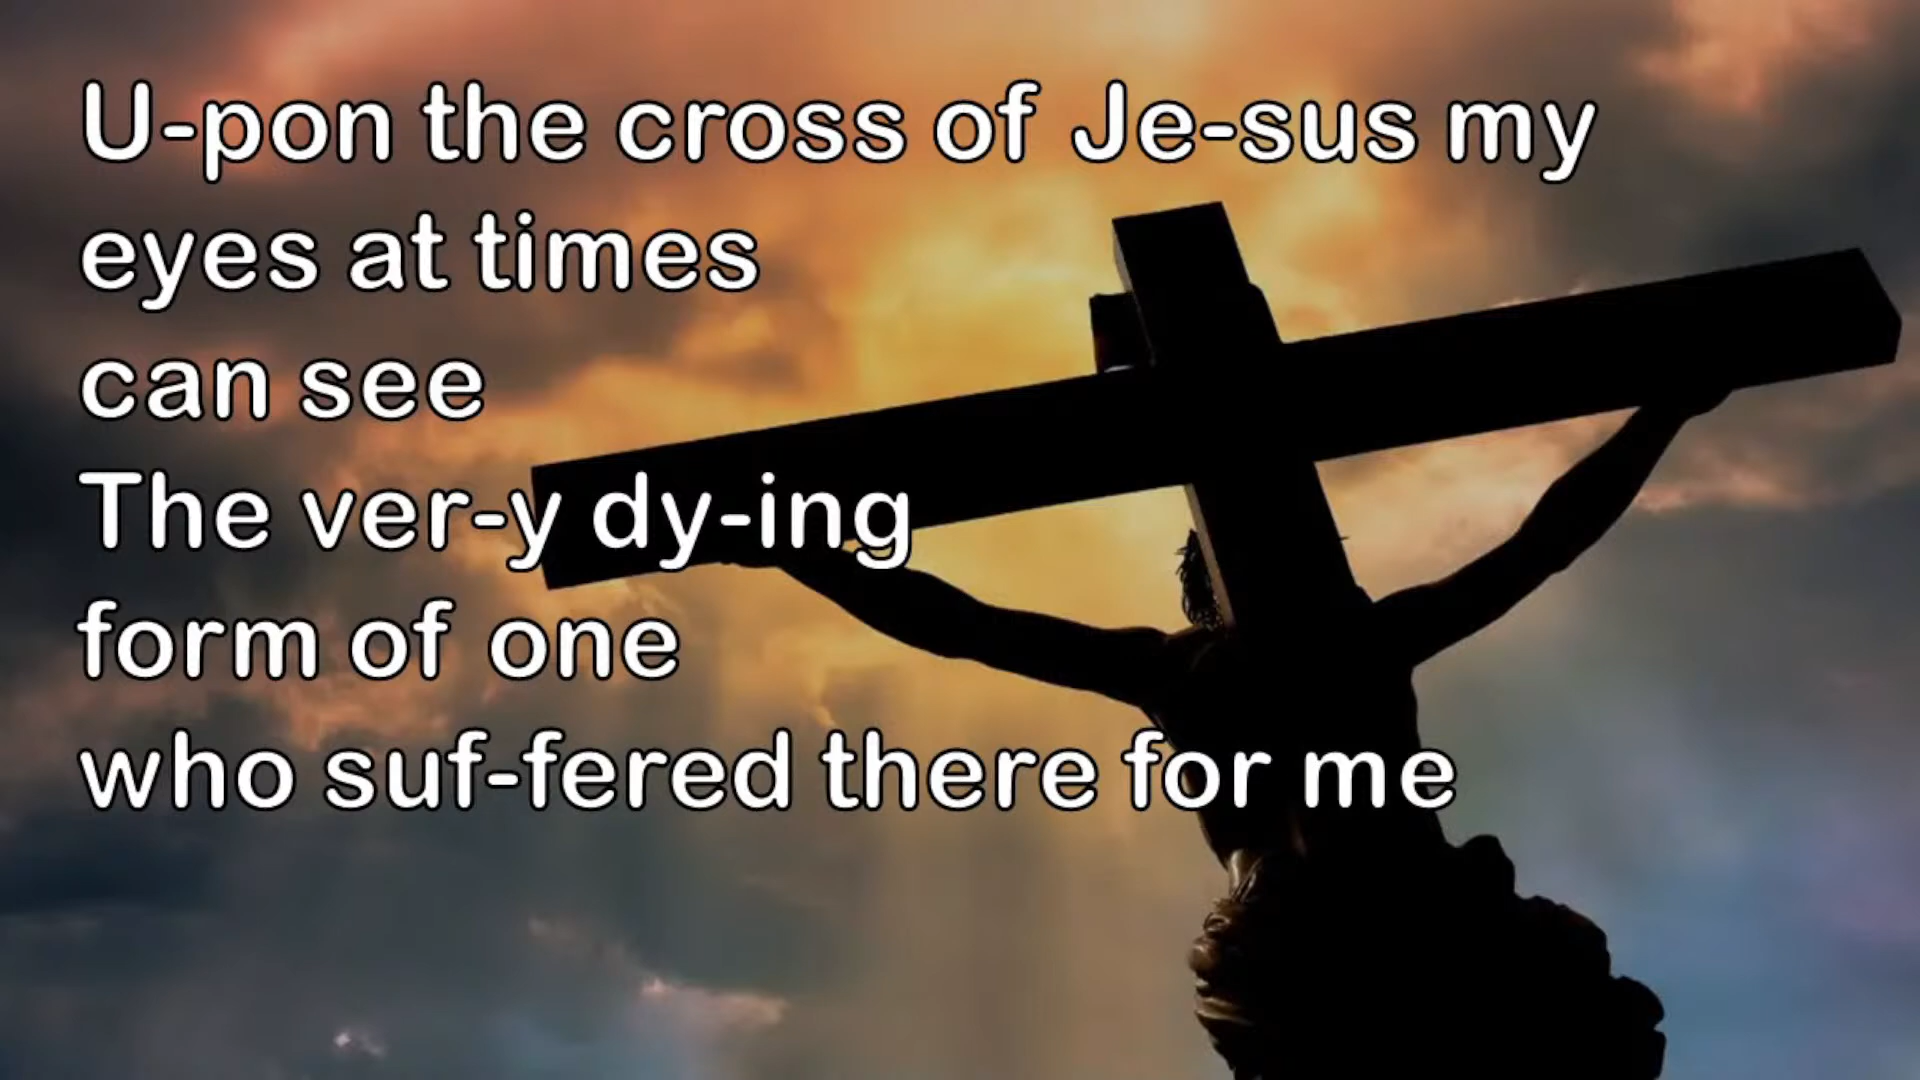 U-pon the cross of Je-sus my
eyes at times
can see
The ver-y dy-ing
form of one
who suf-fered there for me